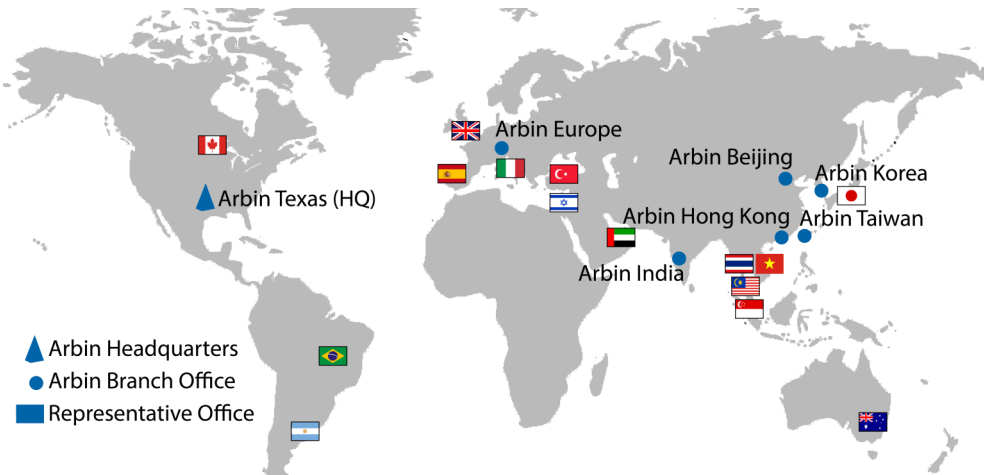 Arbin Europe
Arbin Beijing
Arbin Korea
Arbin Texas (HQ)
Arbin Hong Kong
Arbin Taiwan
Arbin India
Arbin Headquarters
Arbin Branch Office
Representative Office